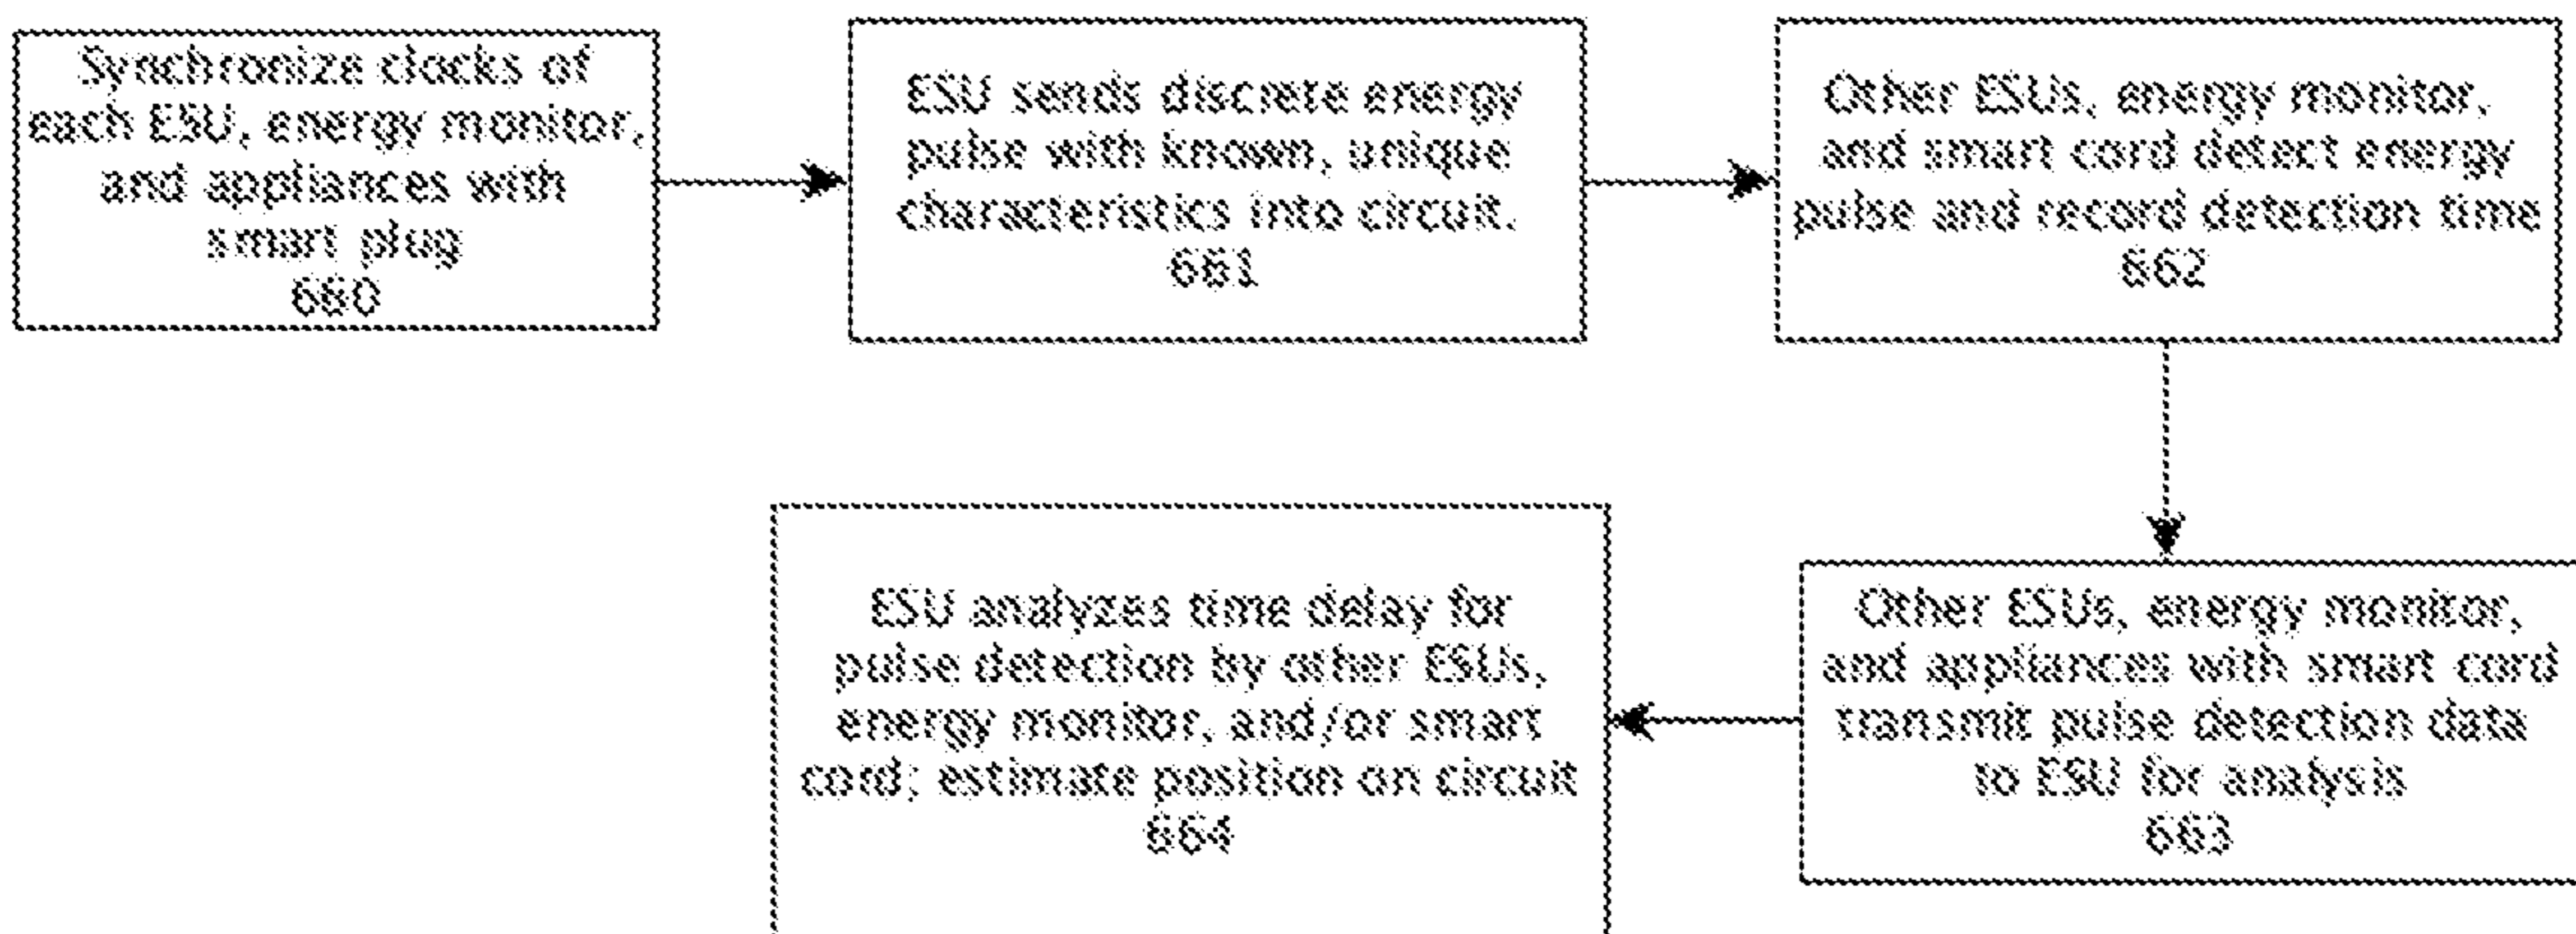 Synchronize clocks of
each ESU, energy monitor,
and appliances with
smart plug
660
ESU sends discrete energy
pulse with known, unique
characteristics into circuit.
661
Other ESUs, energy monitor,
and smart cord detect energy
pulse and record detection time
662
Other ESUs, energy monitor,
and appliances with smart cord
transmit pulse detection data
to ESU for analysis
663
ESU analyzes time delay for
pulse detection by other ESUs,
energy monitor, and/or smart
cord; estimate position on circuit
664